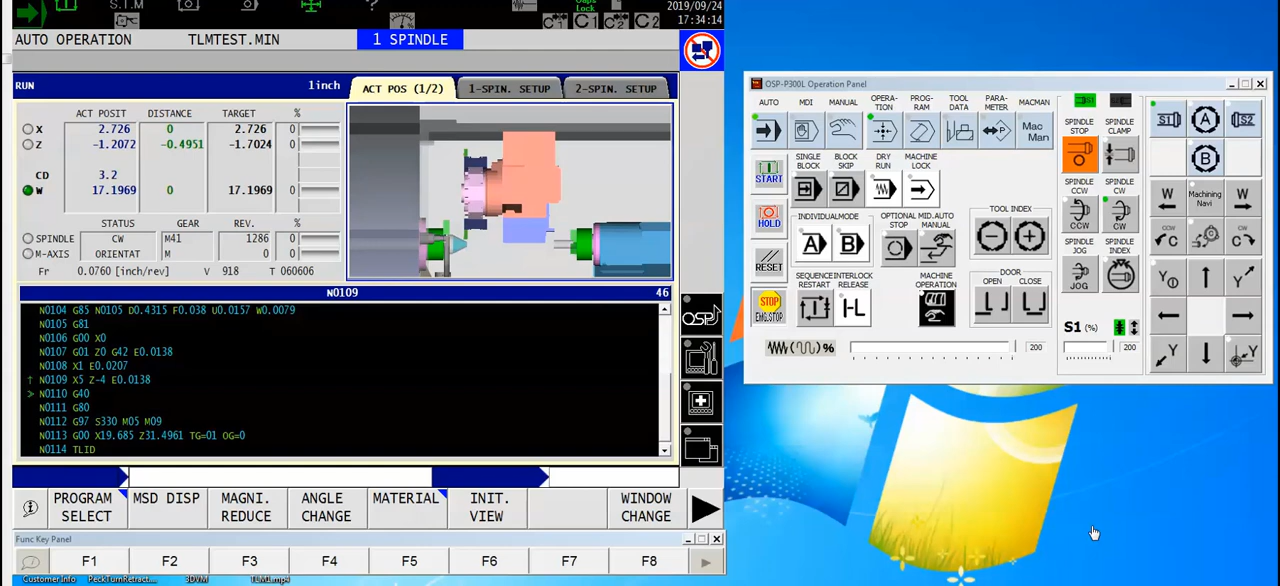 S.T.M
Caps
Lock
2019/09/24
17:34:14
C1 C1 C2 C2
AUTO OPERATION TLMTEST.MIN 1 SPINDLE
RUN 1inch ACT POS (1/2) 1-SPIN. SETUP 2-SPIN. SETUP
ACT POSIT DISTANCE TARGET %
X 2.726 0 2.726 0
Z -1.2072 -0.4951 -1.7024 0
CD 3.2
W 17.1969 0 17.1969 0
STATUS GEAR REV. %
SPINDLE CW M41 1286 0
M-AXIS ORIENTAT M 0
Fr 0.0760 [inch/rev] V 918 T 060606
N0109 46
N0104 G85 N0105 D0.4315 F0.038 U0.0157 W0.0079
N0105 G81
N0106 G00 X0
N0107 G01 Z0 G42 E0.0138
N0108 X1 E0.0207
↑ N0109 X5 Z-4 E0.0138
> N0110 G40
N0111 G80
N0112 G97 S330 M05 M09
N0113 G00 X19.685 Z31.4961 TG=01 OG=0
N0114 TLID
OSP
PROGRAM SELECT
MSD DISP
MAGNI. REDUCE
ANGLE CHANGE
MATERIAL
INIT. VIEW
WINDOW CHANGE
Func Key Panel
F1 F2 F3 F4 F5 F6 F7 F8
Customer Info PeckTurnRetract... 3DVM TLM1.mp4
OSP-P300L Operation Panel
AUTO MDI MANUAL OPERA-TION PROG-RAM TOOL DATA PARA-METER MACMAN
Mac Man
START
SINGLE BLOCK
BLOCK SKIP
DRY RUN
MACHINE LOCK
HOLD
INDIVIDUALMODE
A B
OPTIONAL STOP
MID.AUTO MANUAL
TOOL INDEX
RESET
SEQUENCE RESTART
INTERLOCK RELEASE
MACHINE OPERATION
DOOR
OPEN CLOSE
STOP
EMG.STOP
% 200
SPINDLE STOP
SPINDLE CLAMP
SPINDLE CCW
SPINDLE CW
CCW CW
SPINDLE JOG
SPINDLE INDEX
JOG
S1 (%)
200
S1 A S2
B
W Machining Navi W
C C
Y Y
Y Y